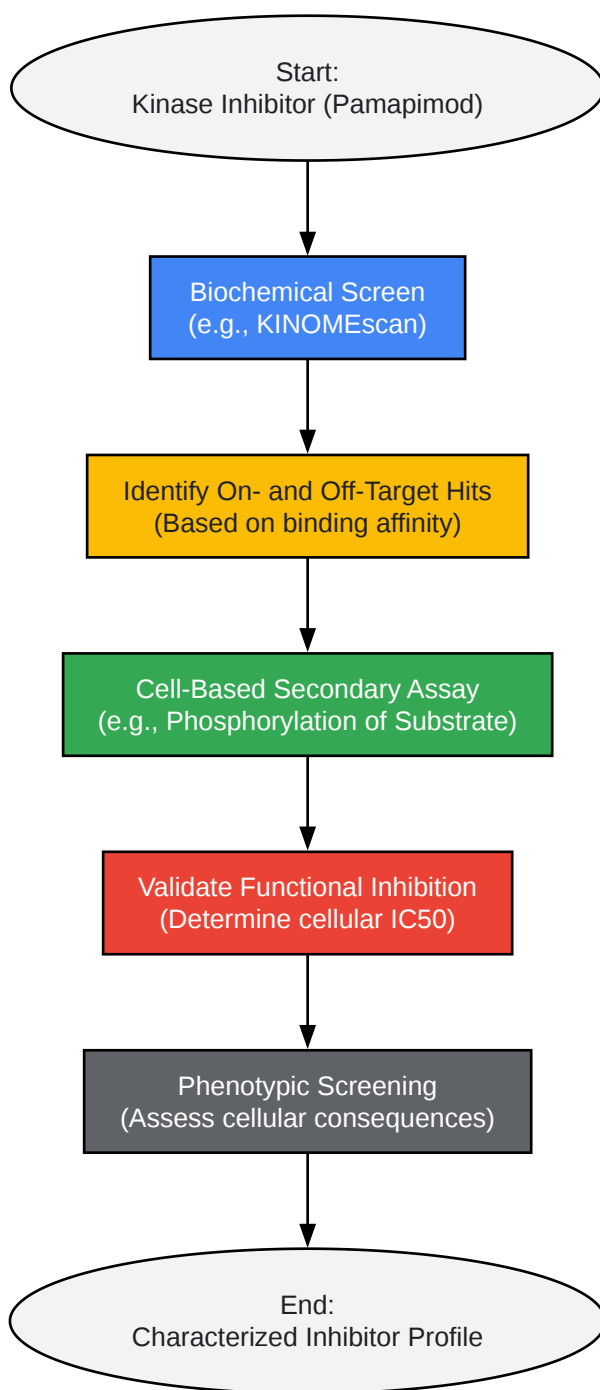 Start:
Kinase Inhibitor (Pamapimod)
Biochemical Screen
(e.g., KINOMEscan)
Identify On- and Off-Target Hits
(Based on binding affinity)
Cell-Based Secondary Assay
(e.g., Phosphorylation of Substrate)
Validate Functional Inhibition
(Determine cellular IC50)
Phenotypic Screening
(Assess cellular consequences)
End:
Characterized Inhibitor Profile